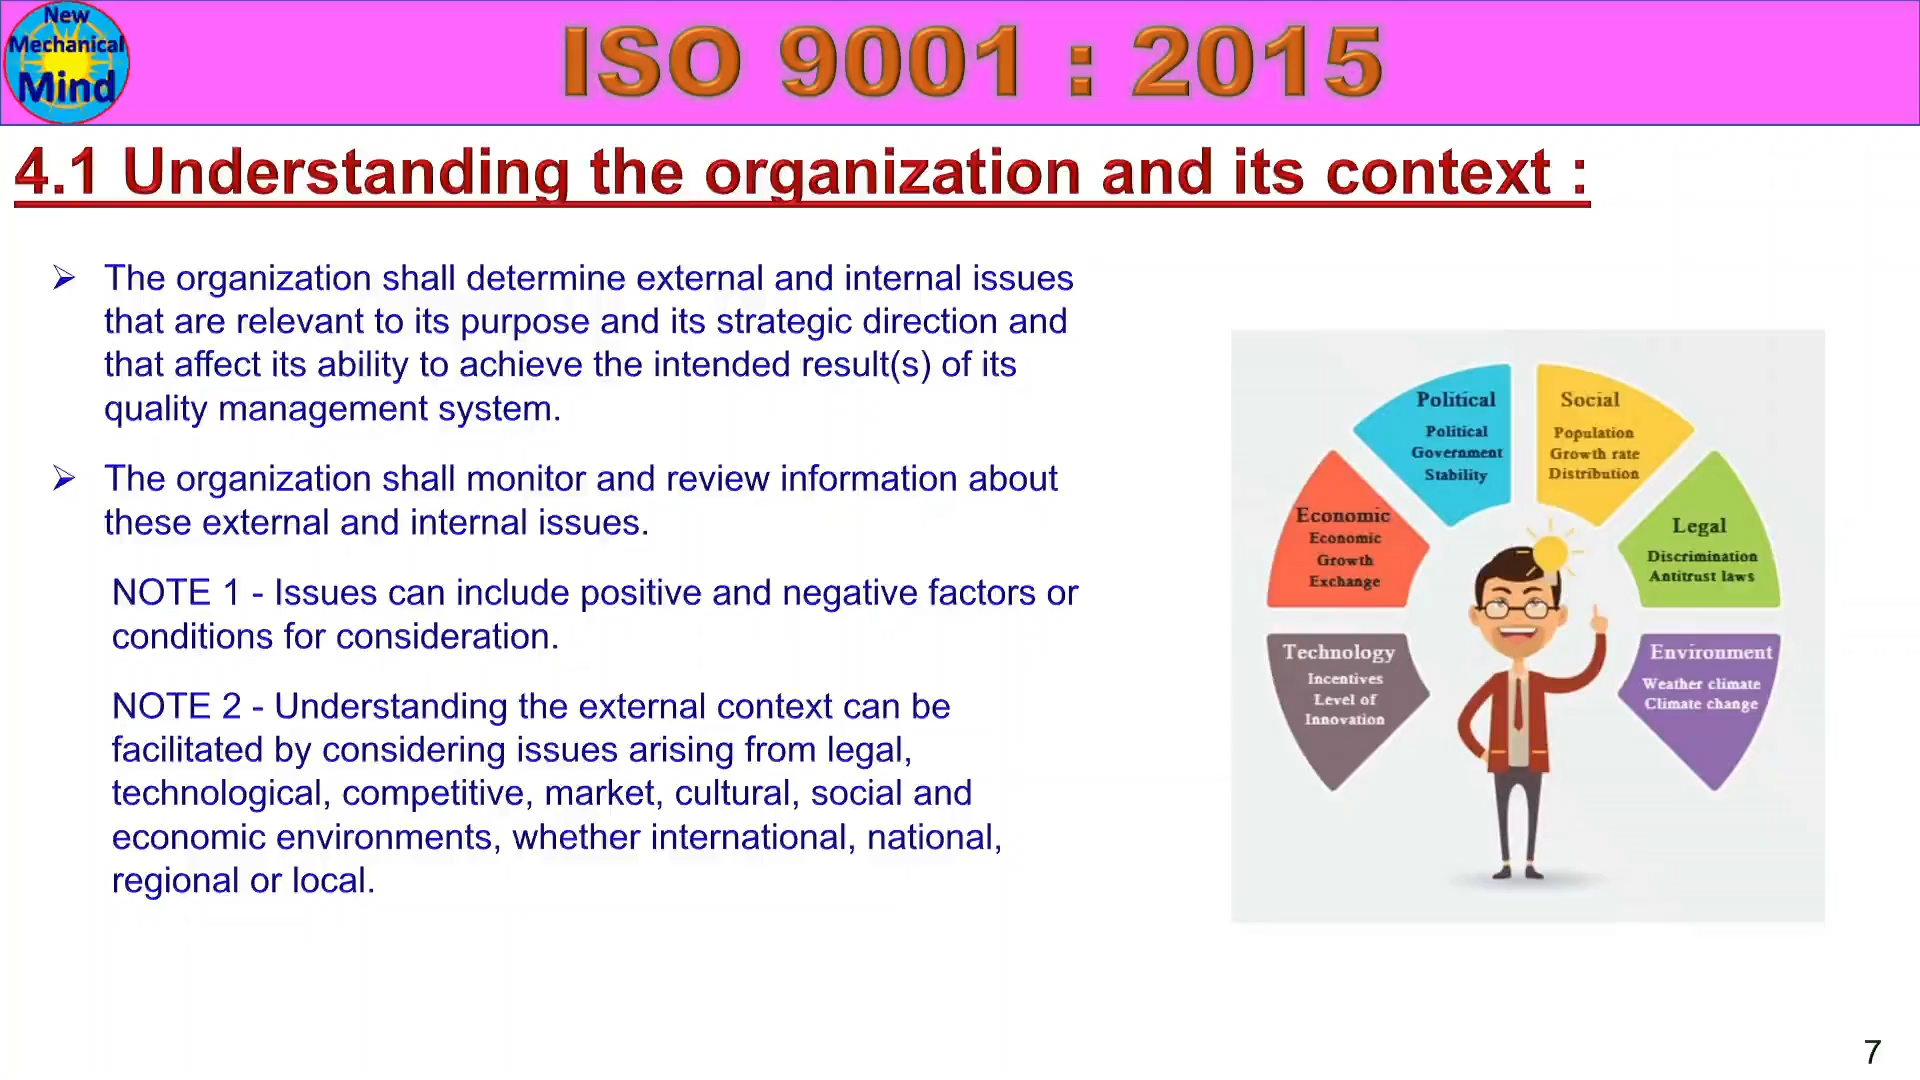 New
Mechanical
Mind
ISO 9001 : 2015
4.1 Understanding the organization and its context :
➢ The organization shall determine external and internal issues
that are relevant to its purpose and its strategic direction and
that affect its ability to achieve the intended result(s) of its
quality management system.
➢ The organization shall monitor and review information about
these external and internal issues.
NOTE 1 - Issues can include positive and negative factors or
conditions for consideration.
NOTE 2 - Understanding the external context can be
facilitated by considering issues arising from legal,
technological, competitive, market, cultural, social and
economic environments, whether international, national,
regional or local.
Political
Political
Government
Stability
Social
Population
Growth rate
Distribution
Economic
Economic
Growth
Exchange
Legal
Discrimination
Antitrust laws
Technology
Incentives
Level of
Innovation
Environment
Weather climate
Climate change
7